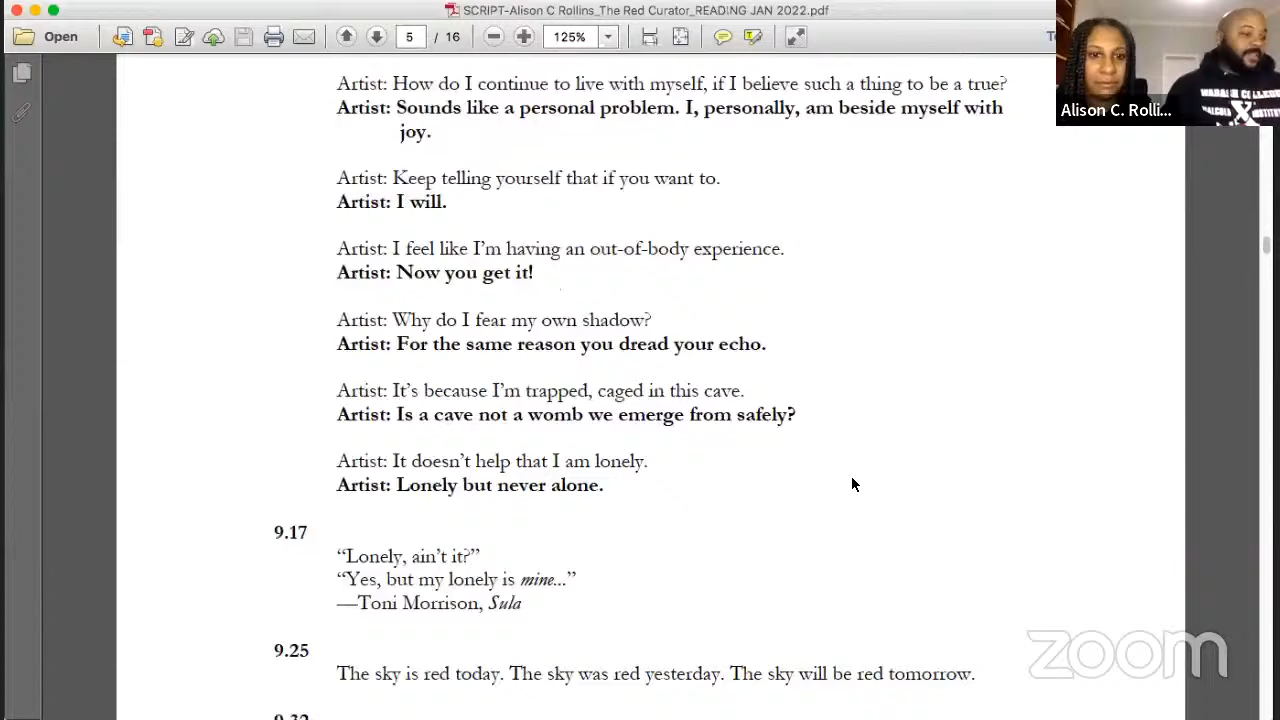 SCRIPT-Alison C Rollins_The Red Curator_READING JAN 2022.pdf
Open
5
/ 16
125%
Alison C. Rolli...
Artist: How do I continue to live with myself, if I believe such a thing to be a true?
Artist: Sounds like a personal problem. I, personally, am beside myself with
joy.
Artist: Keep telling yourself that if you want to.
Artist: I will.
Artist: I feel like I’m having an out-of-body experience.
Artist: Now you get it!
Artist: Why do I fear my own shadow?
Artist: For the same reason you dread your echo.
Artist: It’s because I’m trapped, caged in this cave.
Artist: Is a cave not a womb we emerge from safely?
Artist: It doesn’t help that I am lonely.
Artist: Lonely but never alone.
9.17
“Lonely, ain’t it?”
“Yes, but my lonely is mine...”
—Toni Morrison, Sula
9.25
The sky is red today. The sky was red yesterday. The sky will be red tomorrow.
zoom